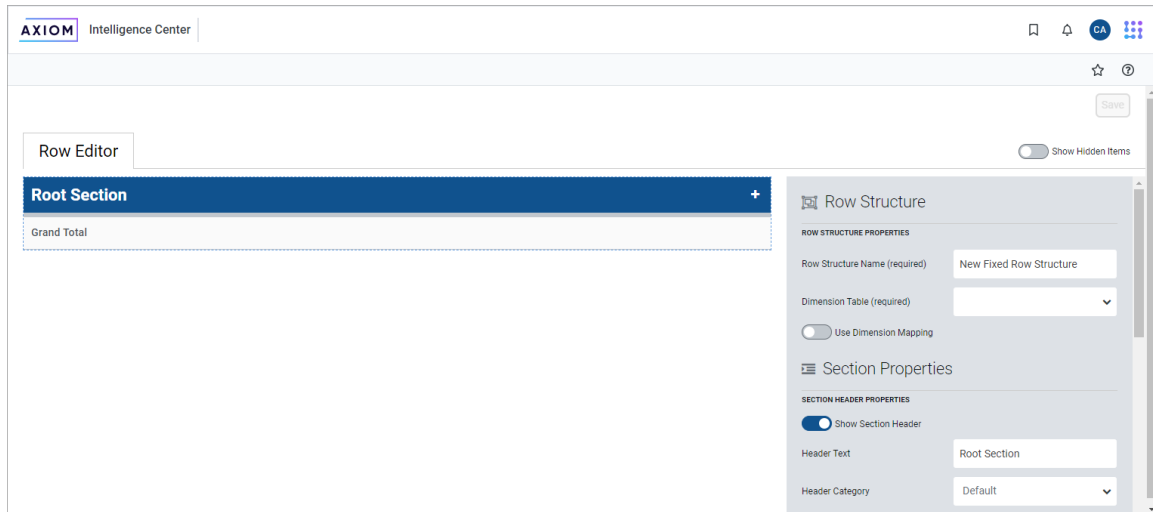 AXIOM Intelligence Center CA
Save
Row Editor Show Hidden Items
Root Section +
Grand Total
Row Structure
ROW STRUCTURE PROPERTIES
Row Structure Name (required) New Fixed Row Structure
Dimension Table (required)
Use Dimension Mapping
Section Properties
SECTION HEADER PROPERTIES
Show Section Header
Header Text Root Section
Header Category Default